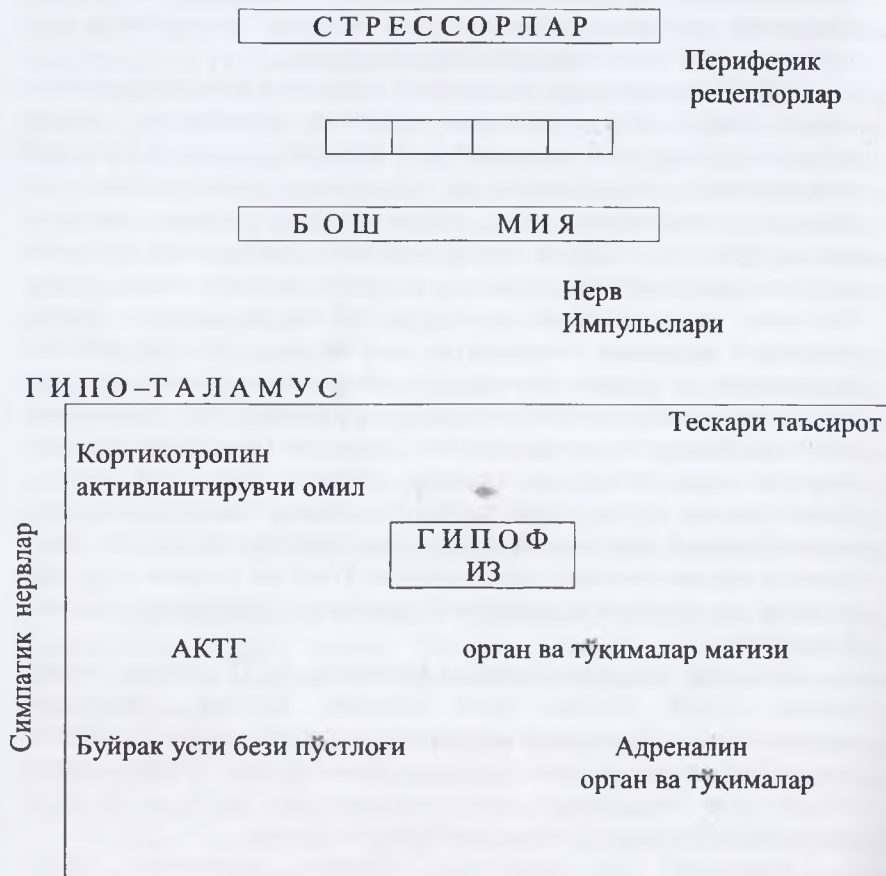 СТРЕССОРЛАР
Периферик
рецепторлар
БОШ МИЯ
Нерв
Импульслари
ГИПО–ТАЛАМУС
Тескари таъсирот
Кортикотропин
активлаштирувчи омил
ГИПОФ
ИЗ
Симпатик нервлар
АКТГ орган ва тўқималар мағизи
Буйрак усти бези пўстлоғи Адреналин
орган ва тўқималар